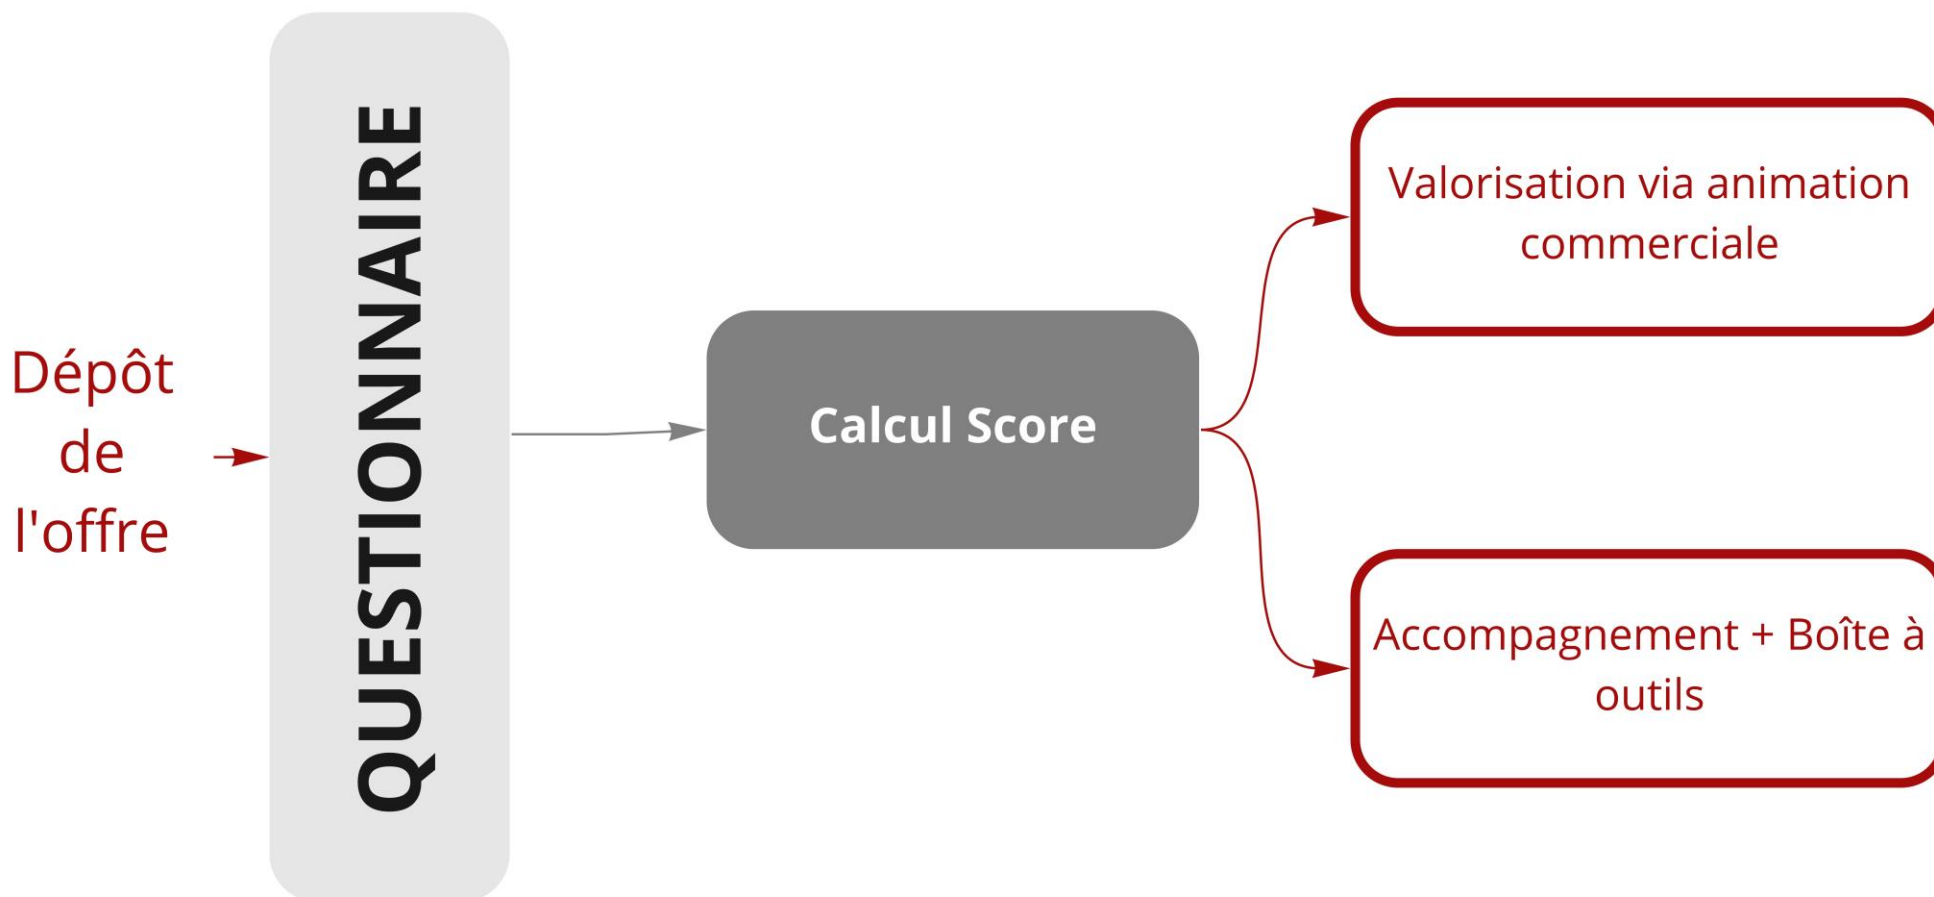 Dépôt
de
l'offre
QUESTIONNAIRE
Calcul Score
Valorisation via animation
commerciale
Accompagnement + Boîte à
outils